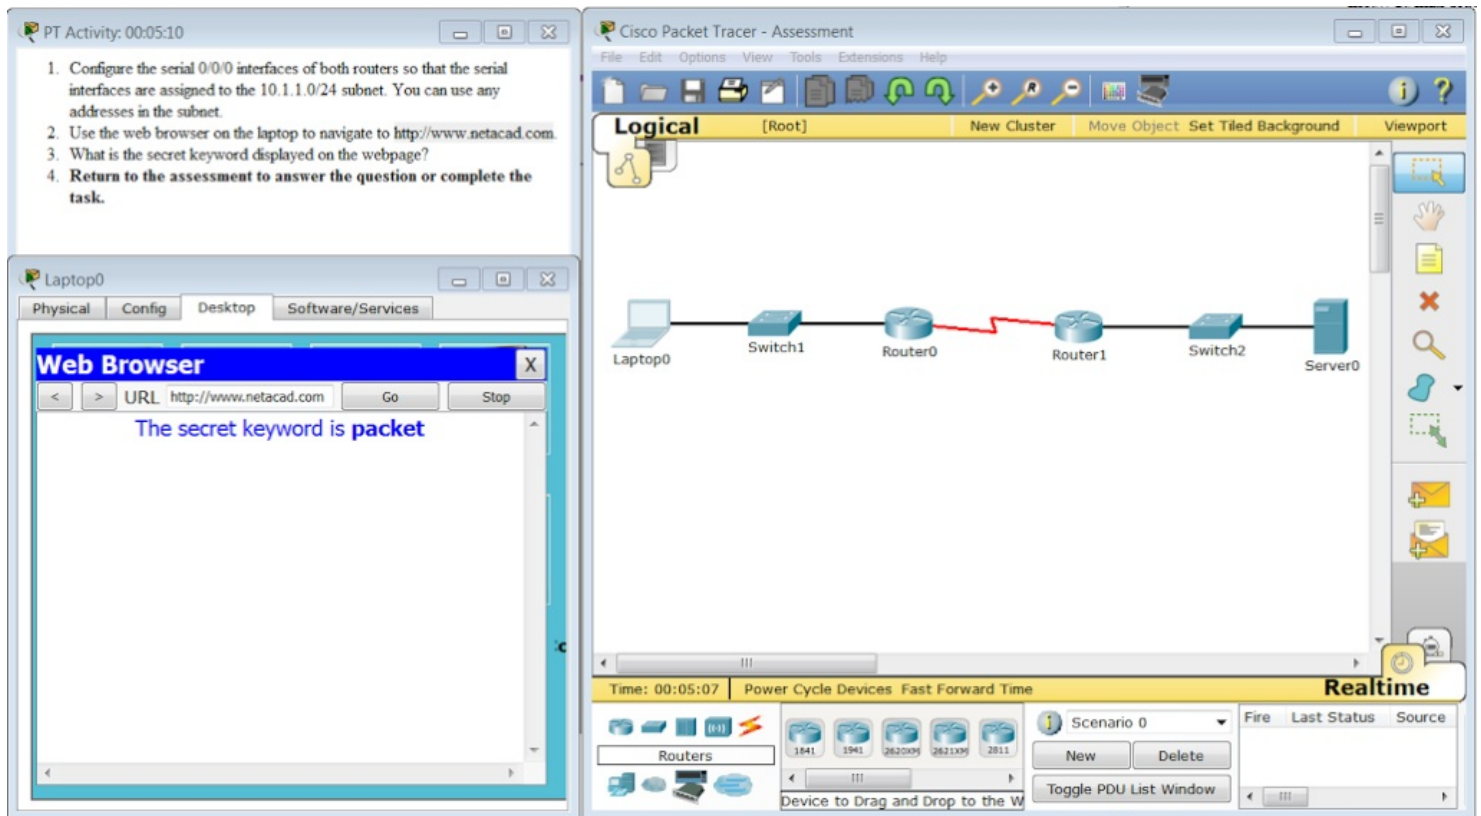 PT Activity: 00:05:10
1. Configure the serial 0/0/0 interfaces of both routers so that the serial
interfaces are assigned to the 10.1.1.0/24 subnet. You can use any
addresses in the subnet.
2. Use the web browser on the laptop to navigate to http://www.netacad.com.
3. What is the secret keyword displayed on the webpage?
4. Return to the assessment to answer the question or complete the
task.
Laptop0
Physical Config Desktop Software/Services
Web Browser X
< > URL http://www.netacad.com Go Stop
The secret keyword is packet
Cisco Packet Tracer - Assessment
File Edit Options View Tools Extensions Help
Logical [Root] New Cluster Move Object Set Tiled Background Viewport
Laptop0
Switch1
Router0
Router1
Switch2
Server0
Time: 00:05:07 Power Cycle Devices Fast Forward Time Realtime
Routers
1841 1941 2620XM 2621XM 2811
Device to Drag and Drop to the W
Scenario 0
New Delete
Toggle PDU List Window
Fire Last Status Source